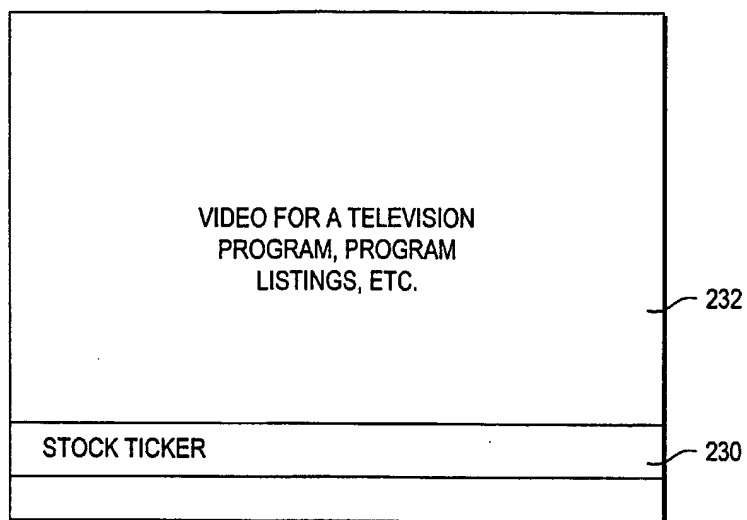 VIDEO FOR A TELEVISION
PROGRAM, PROGRAM
LISTINGS, ETC.
232
STOCK TICKER
230